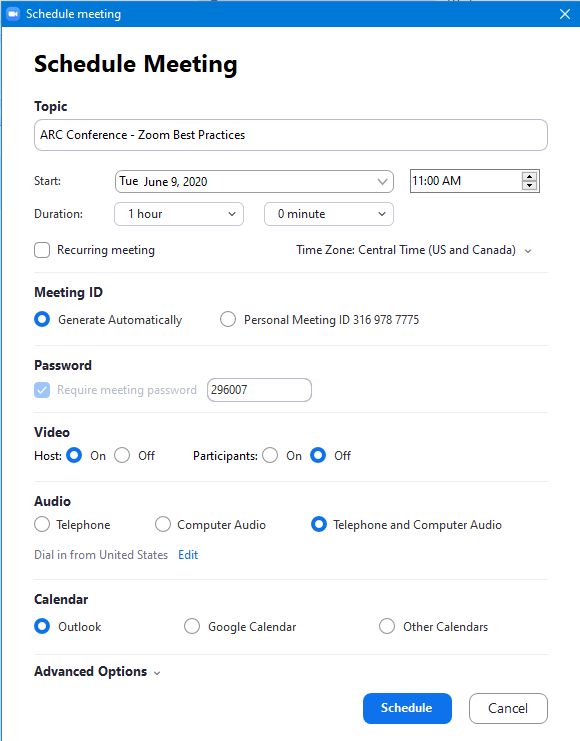 Schedule meeting
Schedule Meeting
Topic
ARC Conference - Zoom Best Practices
Start: Tue June 9, 2020 11:00 AM
Duration: 1 hour 0 minute
Recurring meeting Time Zone: Central Time (US and Canada)
Meeting ID
Generate Automatically Personal Meeting ID 316 978 7775
Password
Require meeting password 296007
Video
Host: On Off Participants: On Off
Audio
Telephone Computer Audio Telephone and Computer Audio
Dial in from United States Edit
Calendar
Outlook Google Calendar Other Calendars
Advanced Options
Schedule Cancel